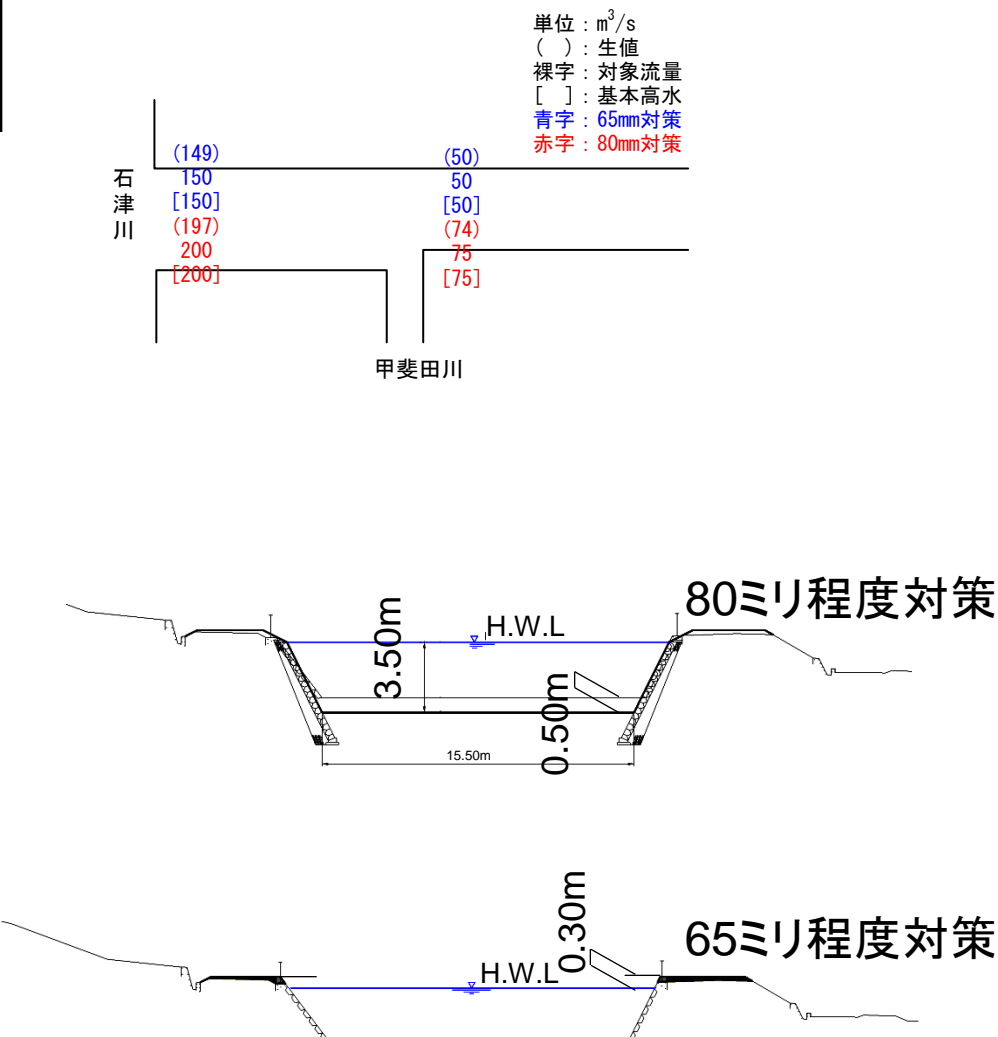 単位：m³/s
(　)：生値
裸字：対象流量
[　]：基本高水
青字：65mm対策
赤字：80mm対策
石津川
(149)
150
[150]
(197)
200
[200]
(50)
50
[50]
(74)
75
[75]
甲斐田川
80ミリ程度対策
H.W.L
3.50m
0.50m
15.50m
65ミリ程度対策
H.W.L
0.30m